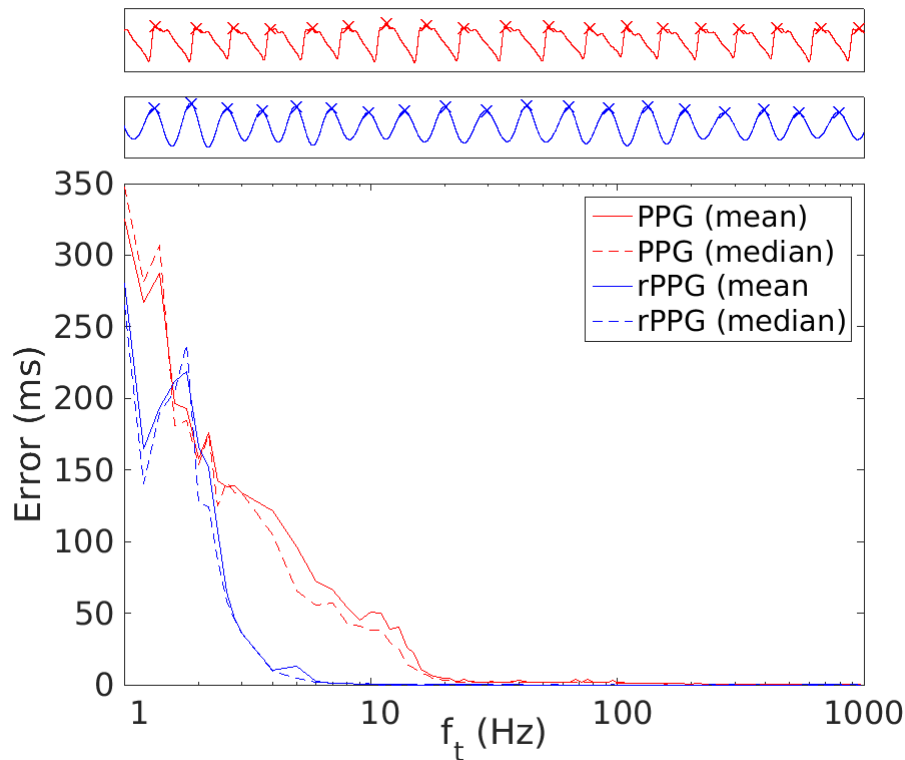 350
300
250
200
150
100
50
0
Error (ms)
PPG (mean)
PPG (median)
rPPG (mean
rPPG (median)
1
10
100
1000
f_t (Hz)